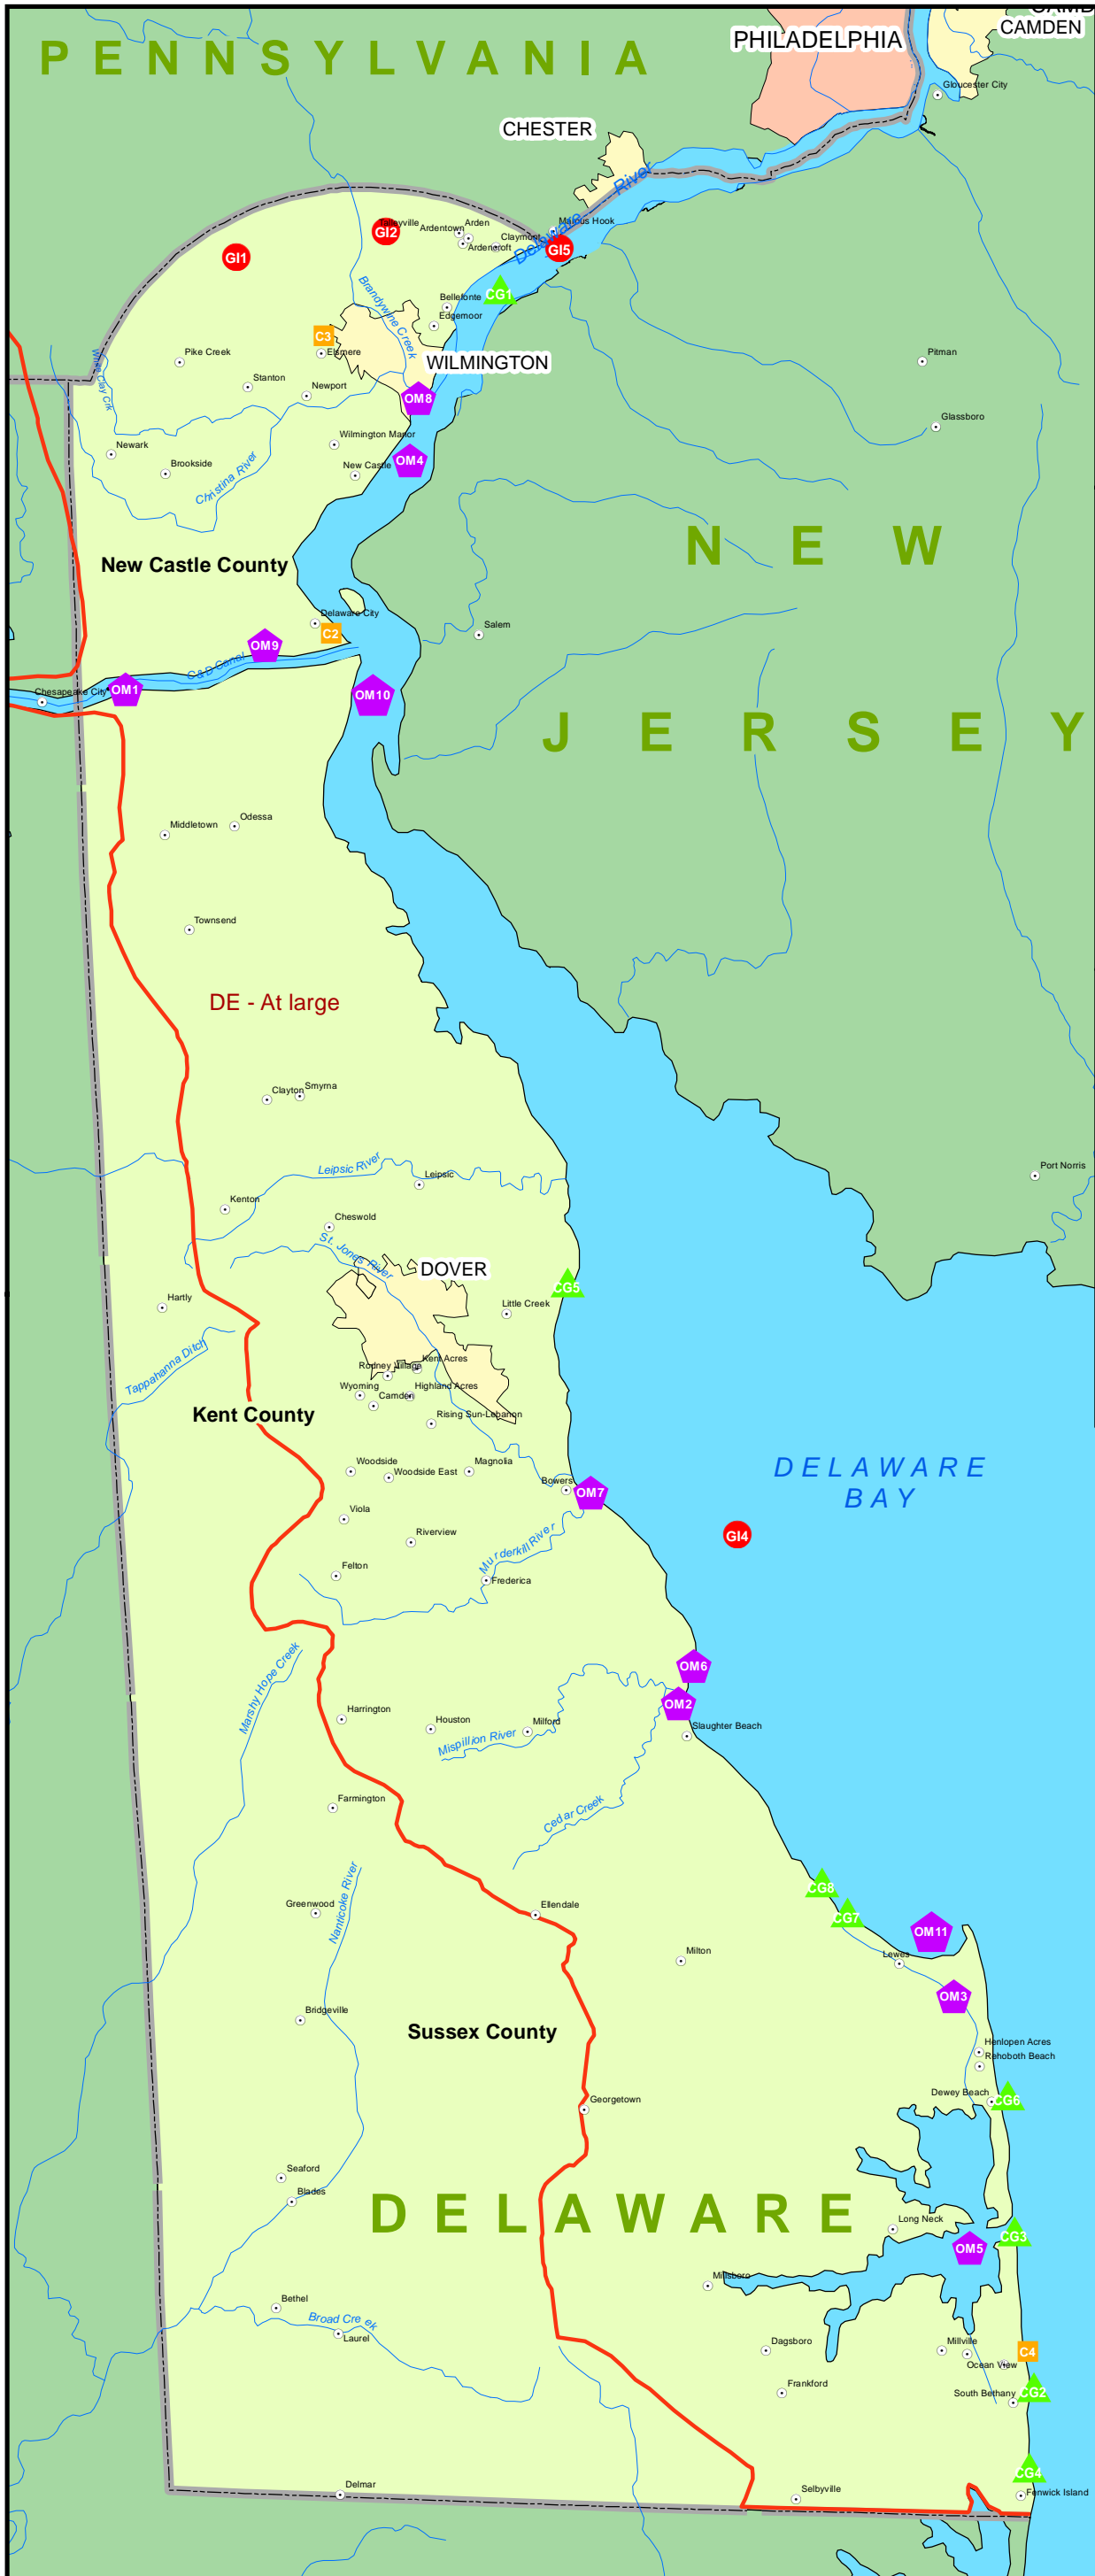 PENNSYLVANIA
PHILADELPHIA
CAMDEN
Gloucester City
CHESTER
Delaware River
Marcus Hook
GI5
Talleyville
GI2
Ardentown
Arden
Ardencroft
Claymont
GI1
CG1
Bellefonte
Edgemoor
Brandywine Creek
C3
Elsmere
WILMINGTON
Pike Creek
White Clay Crk
Stanton
Newport
OM8
Pitman
Glassboro
Wilmington Manor
Newark
Brookside
New Castle
OM4
Christina River
NEW
New Castle County
Delaware City
C2
Salem
OM9
C&D Canal
Chesapeake City
OM1
OM10
JERSEY
Middletown
Odessa
Townsend
DE - At large
Clayton
Smyrna
Leipsic River
Leipsic
Port Norris
Kenton
Cheswold
St. Jones River
DOVER
CG5
Hartly
Little Creek
Tappahanna Ditch
Rodney Village
Kent Acres
Wyoming
Camden
Highland Acres
Kent County
Rising Sun-Lebanon
Woodside
Woodside East
Magnolia
Bowers
OM7
DELAWARE
BAY
Viola
Riverview
GI4
Murderkill River
Felton
Frederica
Marshy Hope Creek
OM6
OM2
Harrington
Houston
Milford
Slaughter Beach
Mispillion River
Farmington
Cedar Creek
CG8
CG7
Greenwood
Nanticoke River
Ellendale
OM11
Milton
Lewes
OM3
Bridgeville
Sussex County
Henlopen Acres
Rehoboth Beach
Dewey Beach
CG6
Georgetown
Seaford
Blades
DELAWARE
Long Neck
CG3
OM5
Millsboro
Bethel
Broad Creek
Laurel
Dagsboro
Millville
C4
Ocean View
Frankford
South Bethany
CG2
CG4
Delmar
Selbyville
Fenwick Island